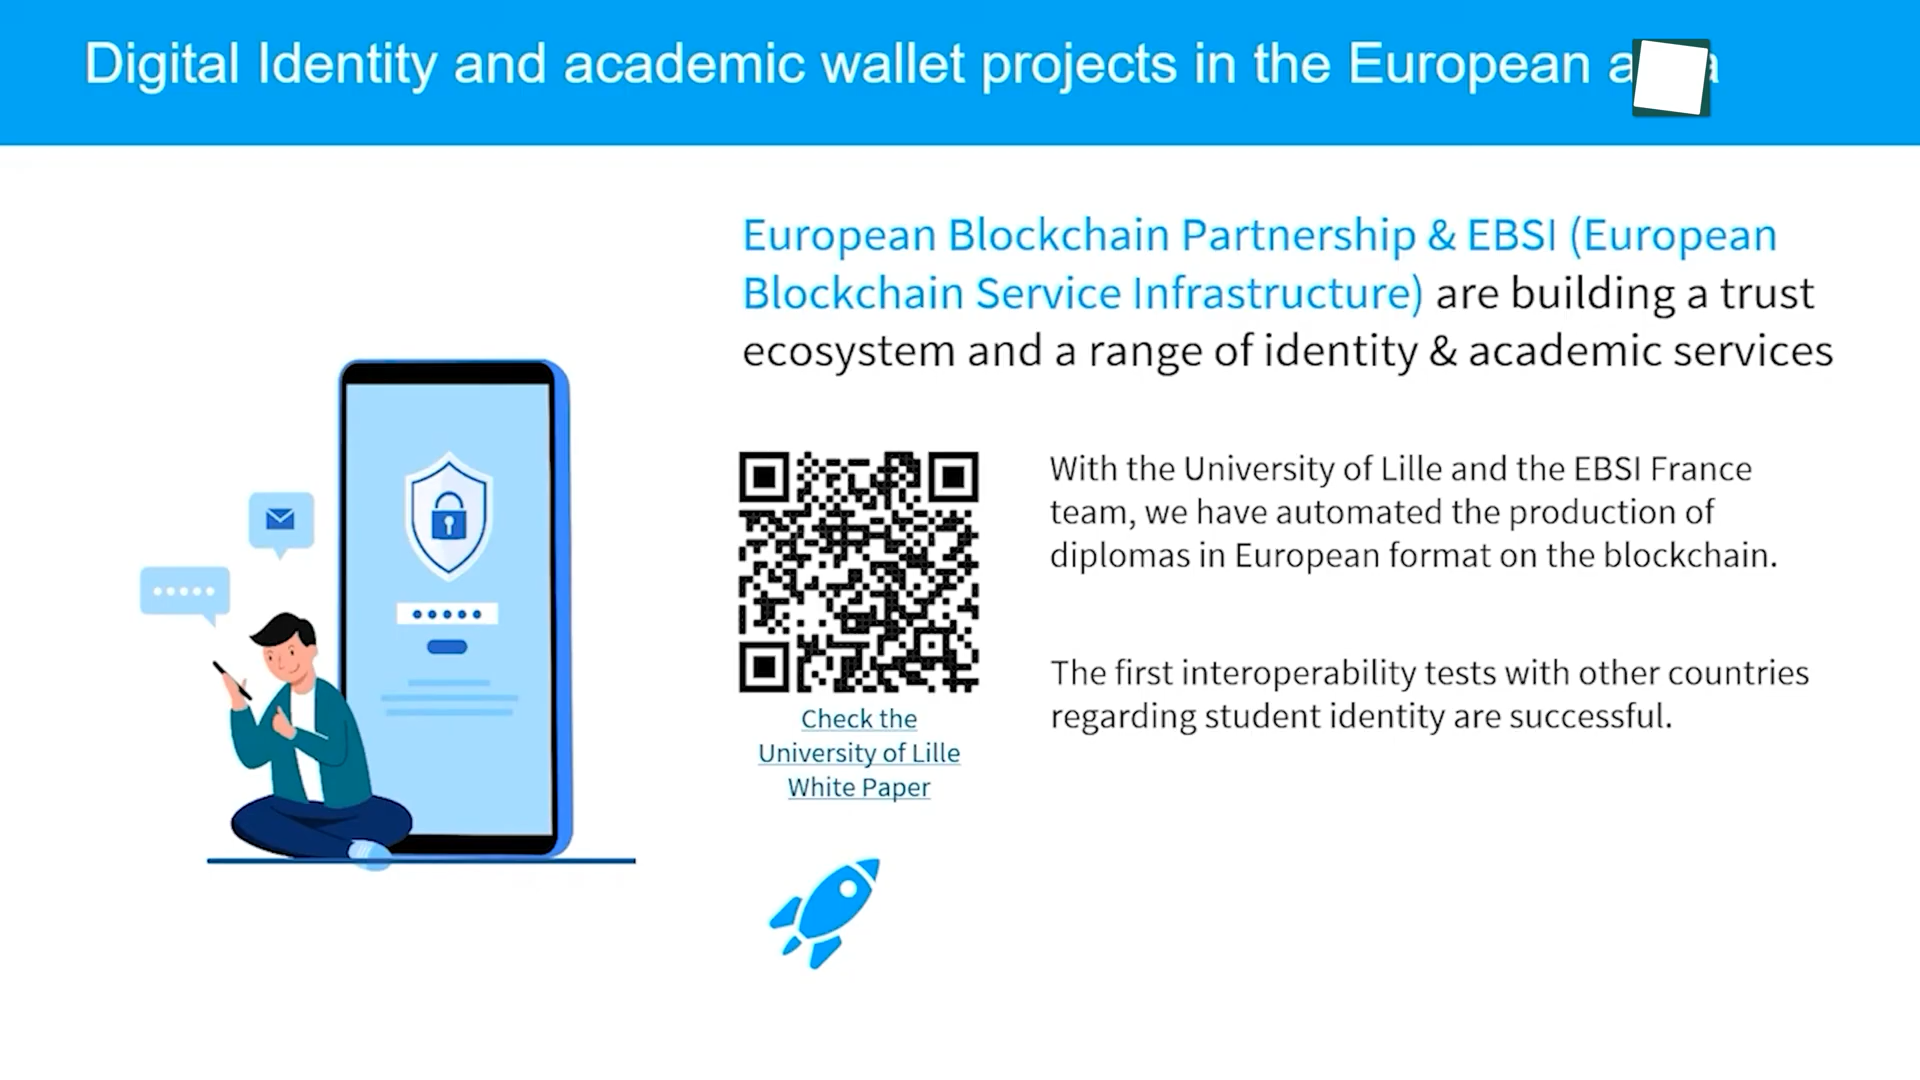 Digital Identity and academic wallet projects in the European
European Blockchain Partnership & EBSI (European
Blockchain Service Infrastructure) are building a trust
ecosystem and a range of identity & academic services
With the University of Lille and the EBSI France
team, we have automated the production of
diplomas in European format on the blockchain.
The first interoperability tests with other countries
regarding student identity are successful.
Check the
University of Lille
White Paper